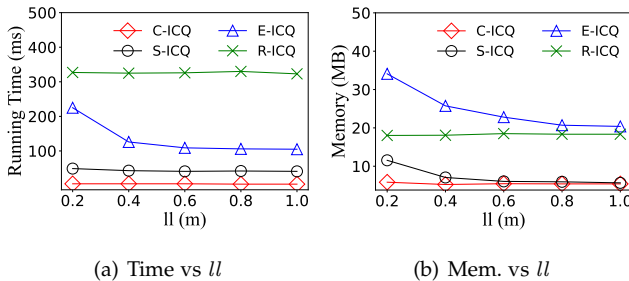 500
400
300
200
100
Running Time (ms)
C-ICQ
E-ICQ
S-ICQ
R-ICQ
0.2 0.4 0.6 0.8 1.0
ll (m)
(a) Time vs ll
50
40
30
20
10
Memory (MB)
C-ICQ
E-ICQ
S-ICQ
R-ICQ
0.2 0.4 0.6 0.8 1.0
ll (m)
(b) Mem. vs ll